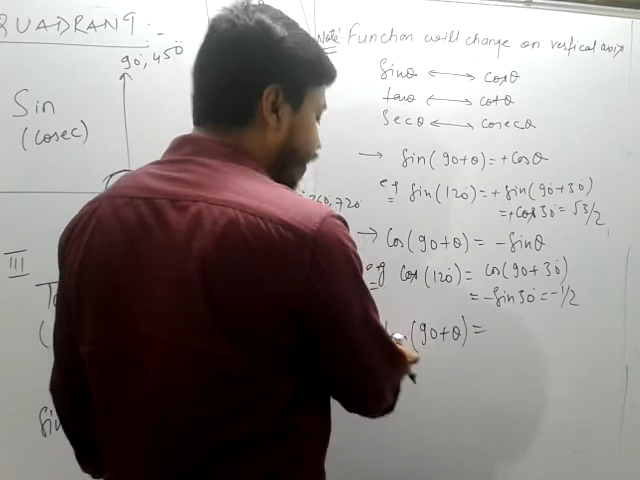 QUADRANT :-
90°, 450°
Sin
(cosec)
360, 720
III
Sin
Note: Function will change on vertical axis
Sinθ ⟷ cosθ
tanθ ⟷ cotθ
Secθ ⟷ cosecθ
→ Sin(90+θ) = +cosθ
eg Sin(120°) = + Sin(90°+30°)
= +cos30° = √3/2
→ Cos(90+θ) = -Sinθ
eg Cos(120°) = cos(90+30°)
= -Sin30° = -1/2
(90+θ) =